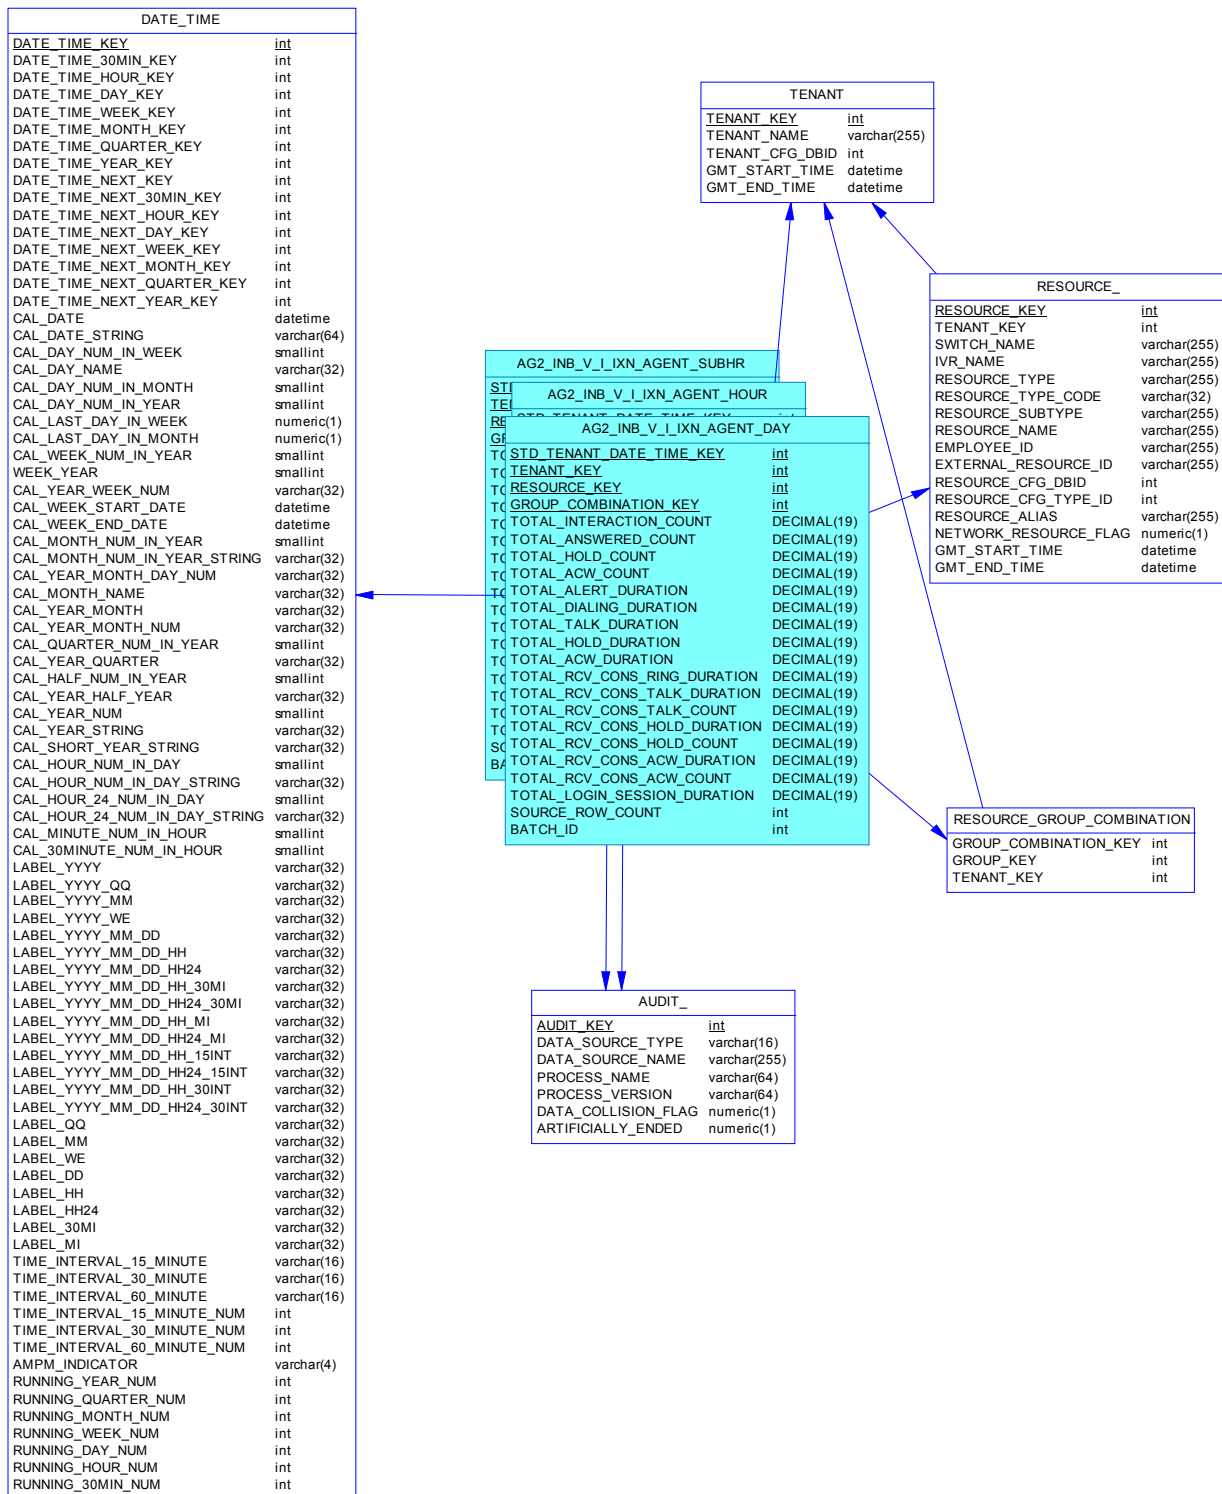 DATE_TIME
DATE_TIME_KEY int
DATE_TIME_30MIN_KEY int
DATE_TIME_HOUR_KEY int
DATE_TIME_DAY_KEY int
DATE_TIME_WEEK_KEY int
DATE_TIME_MONTH_KEY int
DATE_TIME_QUARTER_KEY int
DATE_TIME_YEAR_KEY int
DATE_TIME_NEXT_KEY int
DATE_TIME_NEXT_30MIN_KEY int
DATE_TIME_NEXT_HOUR_KEY int
DATE_TIME_NEXT_DAY_KEY int
DATE_TIME_NEXT_WEEK_KEY int
DATE_TIME_NEXT_MONTH_KEY int
DATE_TIME_NEXT_QUARTER_KEY int
DATE_TIME_NEXT_YEAR_KEY int
CAL_DATE datetime
CAL_DATE_STRING varchar(64)
CAL_DAY_NUM_IN_WEEK smallint
CAL_DAY_NAME varchar(32)
CAL_DAY_NUM_IN_MONTH smallint
CAL_DAY_NUM_IN_YEAR smallint
CAL_LAST_DAY_IN_WEEK numeric(1)
CAL_LAST_DAY_IN_MONTH numeric(1)
CAL_WEEK_NUM_IN_YEAR smallint
WEEK_YEAR smallint
CAL_YEAR_WEEK_NUM varchar(32)
CAL_WEEK_START_DATE datetime
CAL_WEEK_END_DATE datetime
CAL_MONTH_NUM_IN_YEAR smallint
CAL_MONTH_NUM_IN_YEAR_STRING varchar(32)
CAL_YEAR_MONTH_DAY_NUM varchar(32)
CAL_MONTH_NAME varchar(32)
CAL_YEAR_MONTH varchar(32)
CAL_YEAR_MONTH_NUM varchar(32)
CAL_QUARTER_NUM_IN_YEAR smallint
CAL_YEAR_QUARTER varchar(32)
CAL_HALF_NUM_IN_YEAR smallint
CAL_YEAR_HALF_YEAR varchar(32)
CAL_YEAR_NUM smallint
CAL_YEAR_STRING varchar(32)
CAL_SHORT_YEAR_STRING varchar(32)
CAL_HOUR_NUM_IN_DAY smallint
CAL_HOUR_NUM_IN_DAY_STRING varchar(32)
CAL_HOUR_24_NUM_IN_DAY smallint
CAL_HOUR_24_NUM_IN_DAY_STRING varchar(32)
CAL_MINUTE_NUM_IN_HOUR smallint
CAL_30MINUTE_NUM_IN_HOUR smallint
LABEL_YYYY varchar(32)
LABEL_YYYY_QQ varchar(32)
LABEL_YYYY_MM varchar(32)
LABEL_YYYY_WE varchar(32)
LABEL_YYYY_MM_DD varchar(32)
LABEL_YYYY_MM_DD_HH varchar(32)
LABEL_YYYY_MM_DD_HH24 varchar(32)
LABEL_YYYY_MM_DD_HH_30MI varchar(32)
LABEL_YYYY_MM_DD_HH24_30MI varchar(32)
LABEL_YYYY_MM_DD_HH_MI varchar(32)
LABEL_YYYY_MM_DD_HH24_MI varchar(32)
LABEL_YYYY_MM_DD_HH_15INT varchar(32)
LABEL_YYYY_MM_DD_HH24_15INT varchar(32)
LABEL_YYYY_MM_DD_HH_30INT varchar(32)
LABEL_YYYY_MM_DD_HH24_30INT varchar(32)
LABEL_QQ varchar(32)
LABEL_MM varchar(32)
LABEL_WE varchar(32)
LABEL_DD varchar(32)
LABEL_HH varchar(32)
LABEL_HH24 varchar(32)
LABEL_30MI varchar(32)
LABEL_MI varchar(32)
TIME_INTERVAL_15_MINUTE varchar(16)
TIME_INTERVAL_30_MINUTE varchar(16)
TIME_INTERVAL_60_MINUTE varchar(16)
TIME_INTERVAL_15_MINUTE_NUM int
TIME_INTERVAL_30_MINUTE_NUM int
TIME_INTERVAL_60_MINUTE_NUM int
AMPM_INDICATOR varchar(4)
RUNNING_YEAR_NUM int
RUNNING_QUARTER_NUM int
RUNNING_MONTH_NUM int
RUNNING_WEEK_NUM int
RUNNING_DAY_NUM int
RUNNING_HOUR_NUM int
RUNNING_30MIN_NUM int
TENANT
TENANT_KEY int
TENANT_NAME varchar(255)
TENANT_CFG_DBID int
GMT_START_TIME datetime
GMT_END_TIME datetime
RESOURCE_
RESOURCE_KEY int
TENANT_KEY int
SWITCH_NAME varchar(255)
IVR_NAME varchar(255)
RESOURCE_TYPE varchar(255)
RESOURCE_TYPE_CODE varchar(32)
RESOURCE_SUBTYPE varchar(255)
RESOURCE_NAME varchar(255)
EMPLOYEE_ID varchar(255)
EXTERNAL_RESOURCE_ID varchar(255)
RESOURCE_CFG_DBID int
RESOURCE_CFG_TYPE_ID int
RESOURCE_ALIAS varchar(255)
NETWORK_RESOURCE_FLAG numeric(1)
GMT_START_TIME datetime
GMT_END_TIME datetime
AG2_INB_V_I_IXN_AGENT_SUBHR
AG2_INB_V_I_IXN_AGENT_HOUR
AG2_INB_V_I_IXN_AGENT_DAY
STD_TENANT_DATE_TIME_KEY int
TENANT_KEY int
RESOURCE_KEY int
GROUP_COMBINATION_KEY int
TOTAL_INTERACTION_COUNT DECIMAL(19)
TOTAL_ANSWERED_COUNT DECIMAL(19)
TOTAL_HOLD_COUNT DECIMAL(19)
TOTAL_ACW_COUNT DECIMAL(19)
TOTAL_ALERT_DURATION DECIMAL(19)
TOTAL_DIALING_DURATION DECIMAL(19)
TOTAL_TALK_DURATION DECIMAL(19)
TOTAL_HOLD_DURATION DECIMAL(19)
TOTAL_ACW_DURATION DECIMAL(19)
TOTAL_RCV_CONS_RING_DURATION DECIMAL(19)
TOTAL_RCV_CONS_TALK_DURATION DECIMAL(19)
TOTAL_RCV_CONS_TALK_COUNT DECIMAL(19)
TOTAL_RCV_CONS_HOLD_DURATION DECIMAL(19)
TOTAL_RCV_CONS_HOLD_COUNT DECIMAL(19)
TOTAL_RCV_CONS_ACW_DURATION DECIMAL(19)
TOTAL_RCV_CONS_ACW_COUNT DECIMAL(19)
TOTAL_LOGIN_SESSION_DURATION DECIMAL(19)
SOURCE_ROW_COUNT int
BATCH_ID int
RESOURCE_GROUP_COMBINATION
GROUP_COMBINATION_KEY int
GROUP_KEY int
TENANT_KEY int
AUDIT_
AUDIT_KEY int
DATA_SOURCE_TYPE varchar(16)
DATA_SOURCE_NAME varchar(255)
PROCESS_NAME varchar(64)
PROCESS_VERSION varchar(64)
DATA_COLLISION_FLAG numeric(1)
ARTIFICIALLY_ENDED numeric(1)